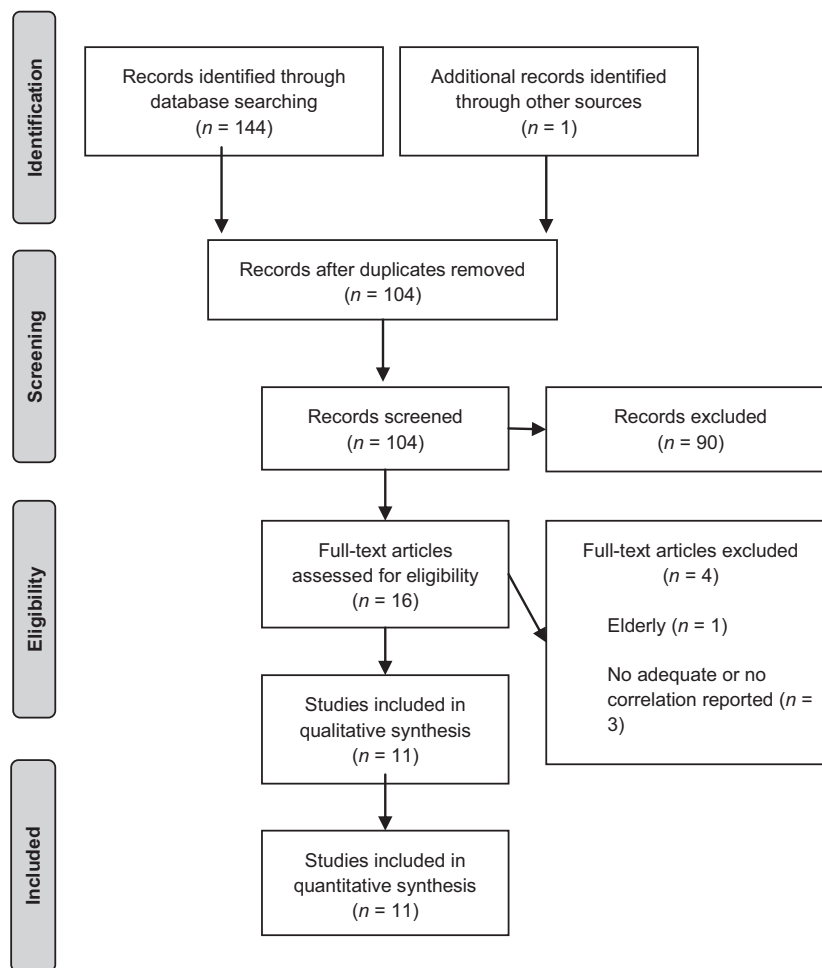 Identification
Records identified through
database searching
(n = 144)
Additional records identified
through other sources
(n = 1)
Screening
Records after duplicates removed
(n = 104)
Records screened
(n = 104)
Records excluded
(n = 90)
Eligibility
Full-text articles
assessed for eligibility
(n = 16)
Full-text articles excluded
(n = 4)
Elderly (n = 1)
No adequate or no
correlation reported (n =
3)
Studies included in
qualitative synthesis
(n = 11)
Included
Studies included in
quantitative synthesis
(n = 11)